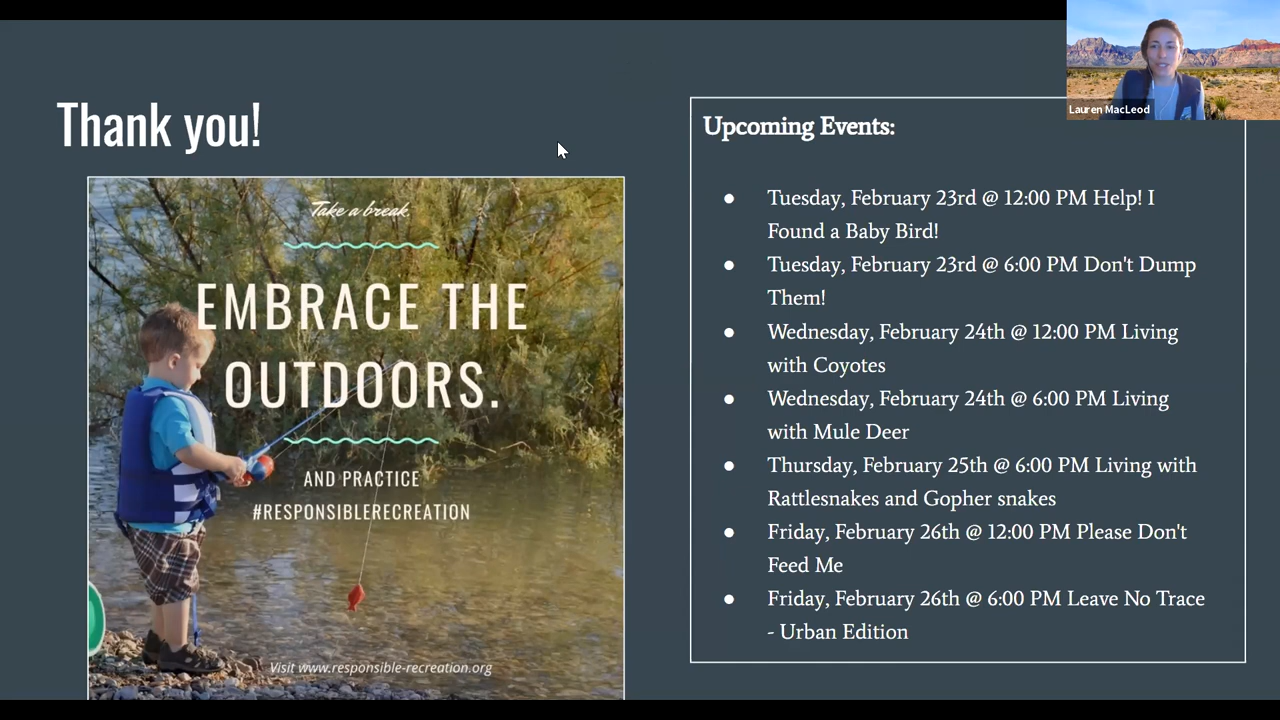 Lauren MacLeod
Thank you!
Take a break.
EMBRACE THE
OUTDOORS.
AND PRACTICE
#RESPONSIBLERECREATION
Visit www.responsible-recreation.org
Upcoming Events:
● Tuesday, February 23rd @ 12:00 PM Help! I
Found a Baby Bird!
● Tuesday, February 23rd @ 6:00 PM Don't Dump
Them!
● Wednesday, February 24th @ 12:00 PM Living
with Coyotes
● Wednesday, February 24th @ 6:00 PM Living
with Mule Deer
● Thursday, February 25th @ 6:00 PM Living with
Rattlesnakes and Gopher snakes
● Friday, February 26th @ 12:00 PM Please Don't
Feed Me
● Friday, February 26th @ 6:00 PM Leave No Trace
- Urban Edition